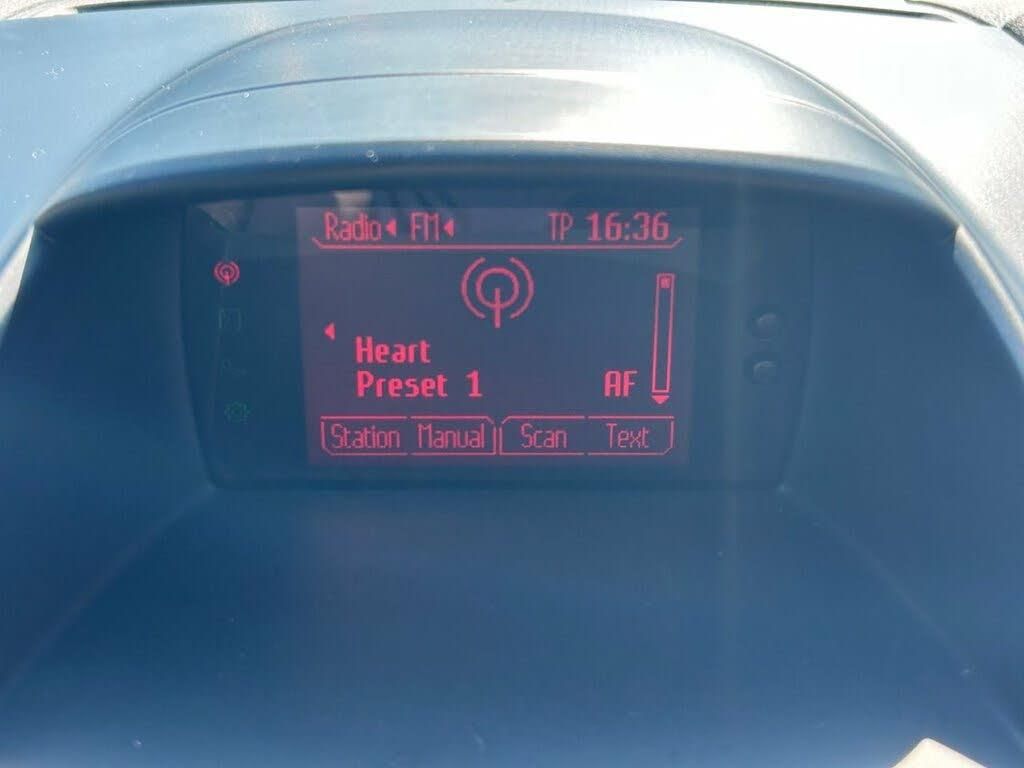 Radio FM TP 16:36
Heart
Preset 1 AF
Station Manual Scan Text